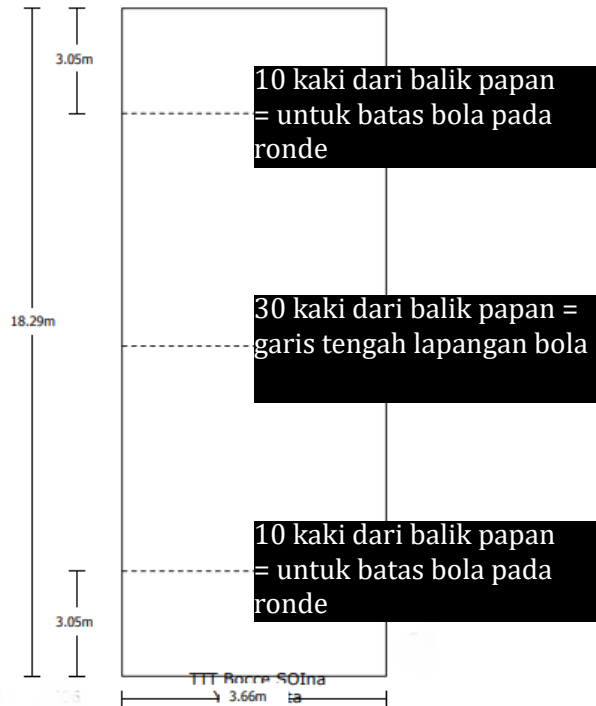 3.05m
10 kaki dari balik papan
= untuk batas bola pada
ronde
18.29m
30 kaki dari balik papan =
garis tengah lapangan bola
10 kaki dari balik papan
= untuk batas bola pada
ronde
3.05m
TTT Bocce SOIna
3.66m